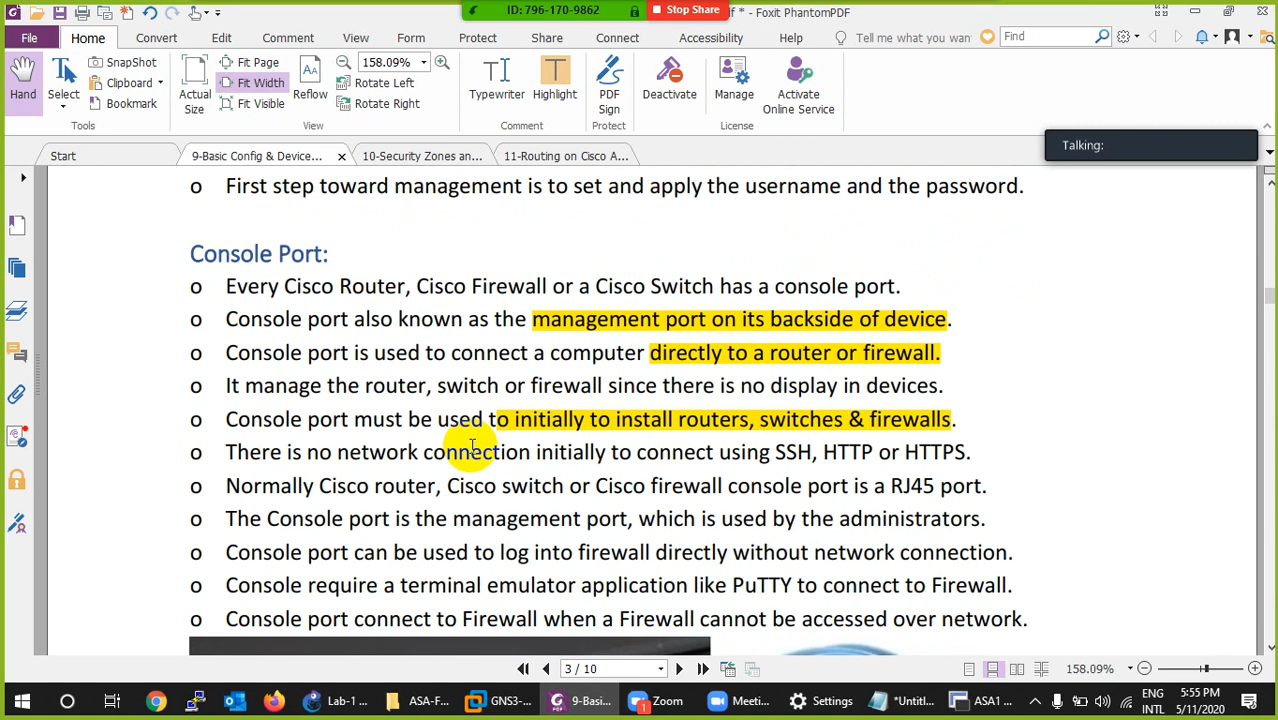 ID: 796-170-9862
Stop Share
df * - Foxit PhantomPDF
File
Home
Convert
Edit
Comment
View
Form
Protect
Share
Connect
Accessibility
Help
Tell me what you want
Find
Hand
Select
SnapShot
Clipboard
Bookmark
Tools
Actual
Size
Fit Page
Fit Width
Fit Visible
Reflow
158.09%
Rotate Left
Rotate Right
View
Typewriter
Highlight
Comment
PDF
Sign
Protect
Deactivate
Manage
Activate
Online Service
License
Talking:
Start
9-Basic Config & Device...
10-Security Zones an...
11-Routing on Cisco A...
o First step toward management is to set and apply the username and the password.
Console Port:
o Every Cisco Router, Cisco Firewall or a Cisco Switch has a console port.
o Console port also known as the management port on its backside of device.
o Console port is used to connect a computer directly to a router or firewall.
o It manage the router, switch or firewall since there is no display in devices.
o Console port must be used to initially to install routers, switches & firewalls.
o There is no network connection initially to connect using SSH, HTTP or HTTPS.
o Normally Cisco router, Cisco switch or Cisco firewall console port is a RJ45 port.
o The Console port is the management port, which is used by the administrators.
o Console port can be used to log into firewall directly without network connection.
o Console require a terminal emulator application like PuTTY to connect to Firewall.
o Console port connect to Firewall when a Firewall cannot be accessed over network.
3 / 10
158.09%
Lab-1
ASA-F...
GNS3-...
9-Basi...
Zoom
1
Meeti...
Settings
*Untitl...
ASA1
ENG
INTL
5:55 PM
5/11/2020